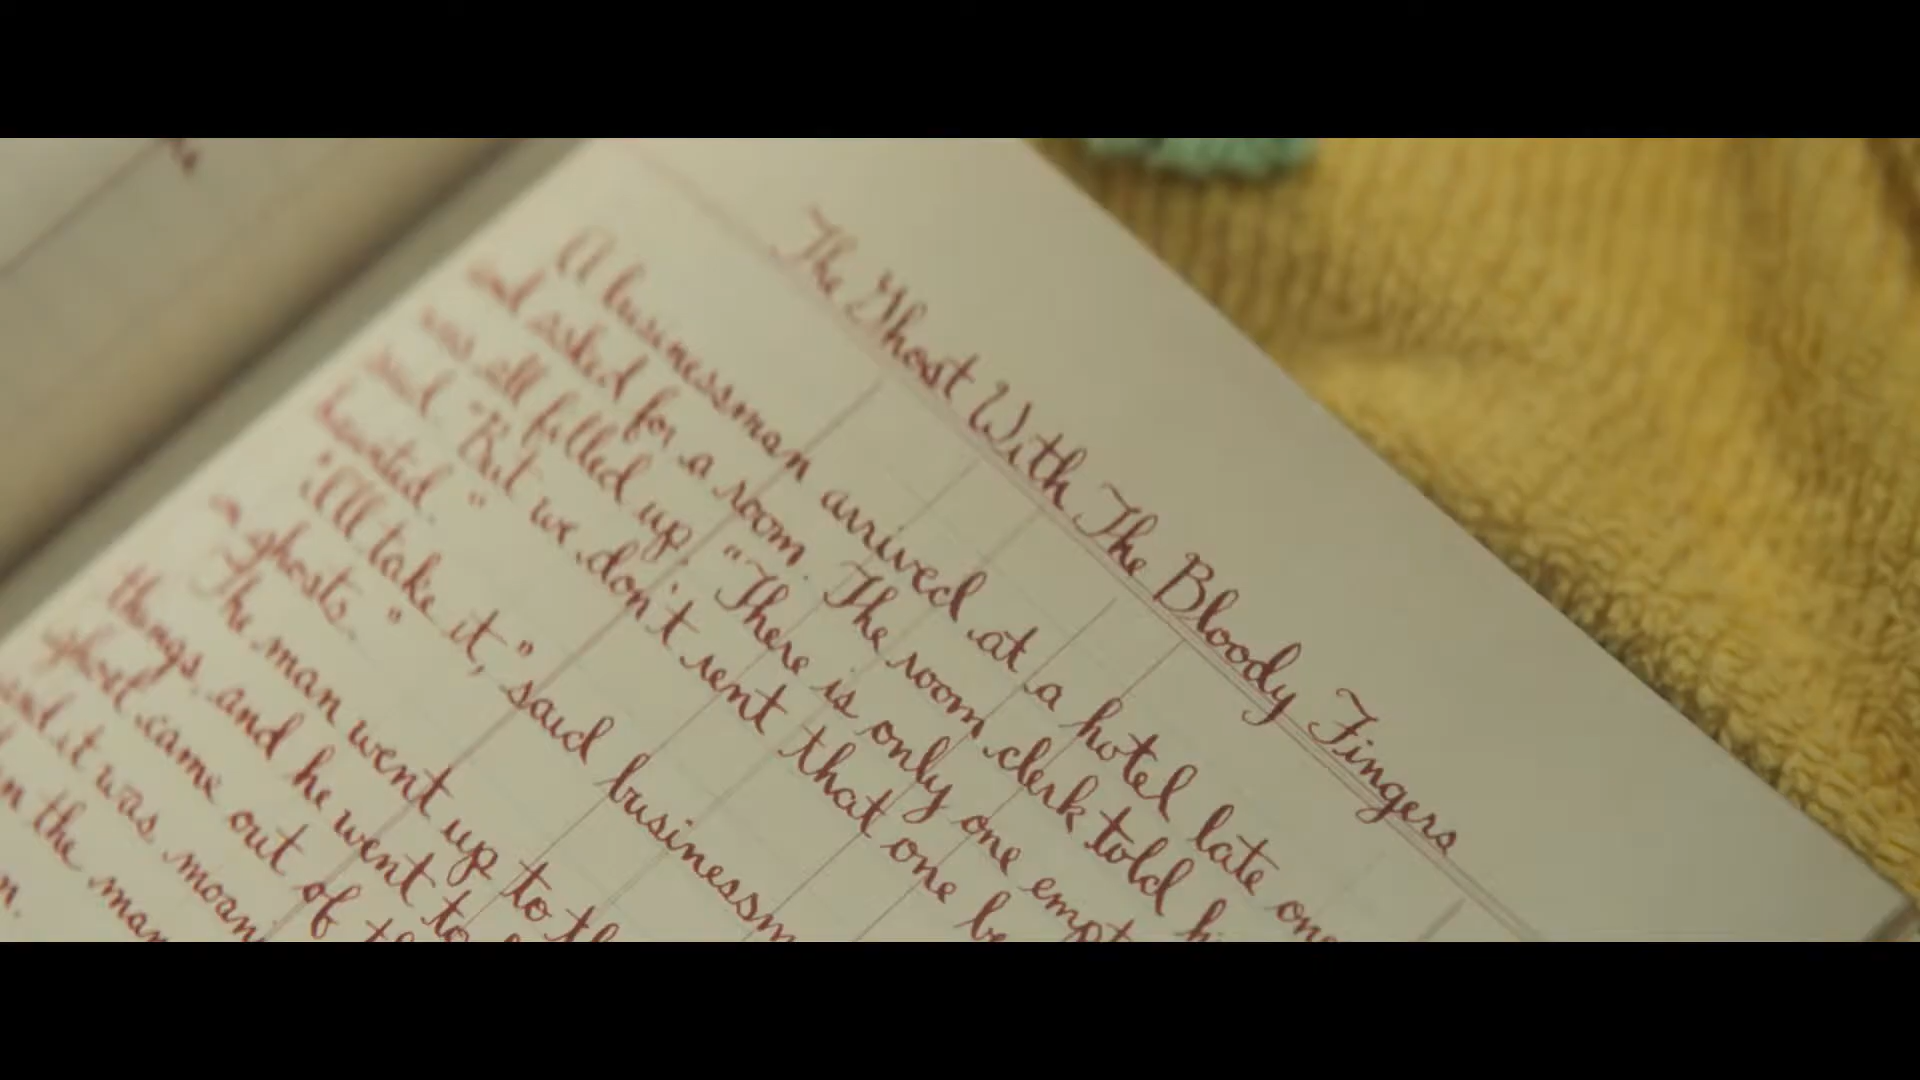 The Ghost With The Bloody Fingers
A businessman arrived at a hotel late one
and asked for a room. The room clerk told
was all filled up. "There is only one empt
said. "But we don't rent that one be
haunted."
"I'll take it," said businessm
in ghosts."
The man went up to th
things, and he went to
ghost came out of th
and it was moani
the man